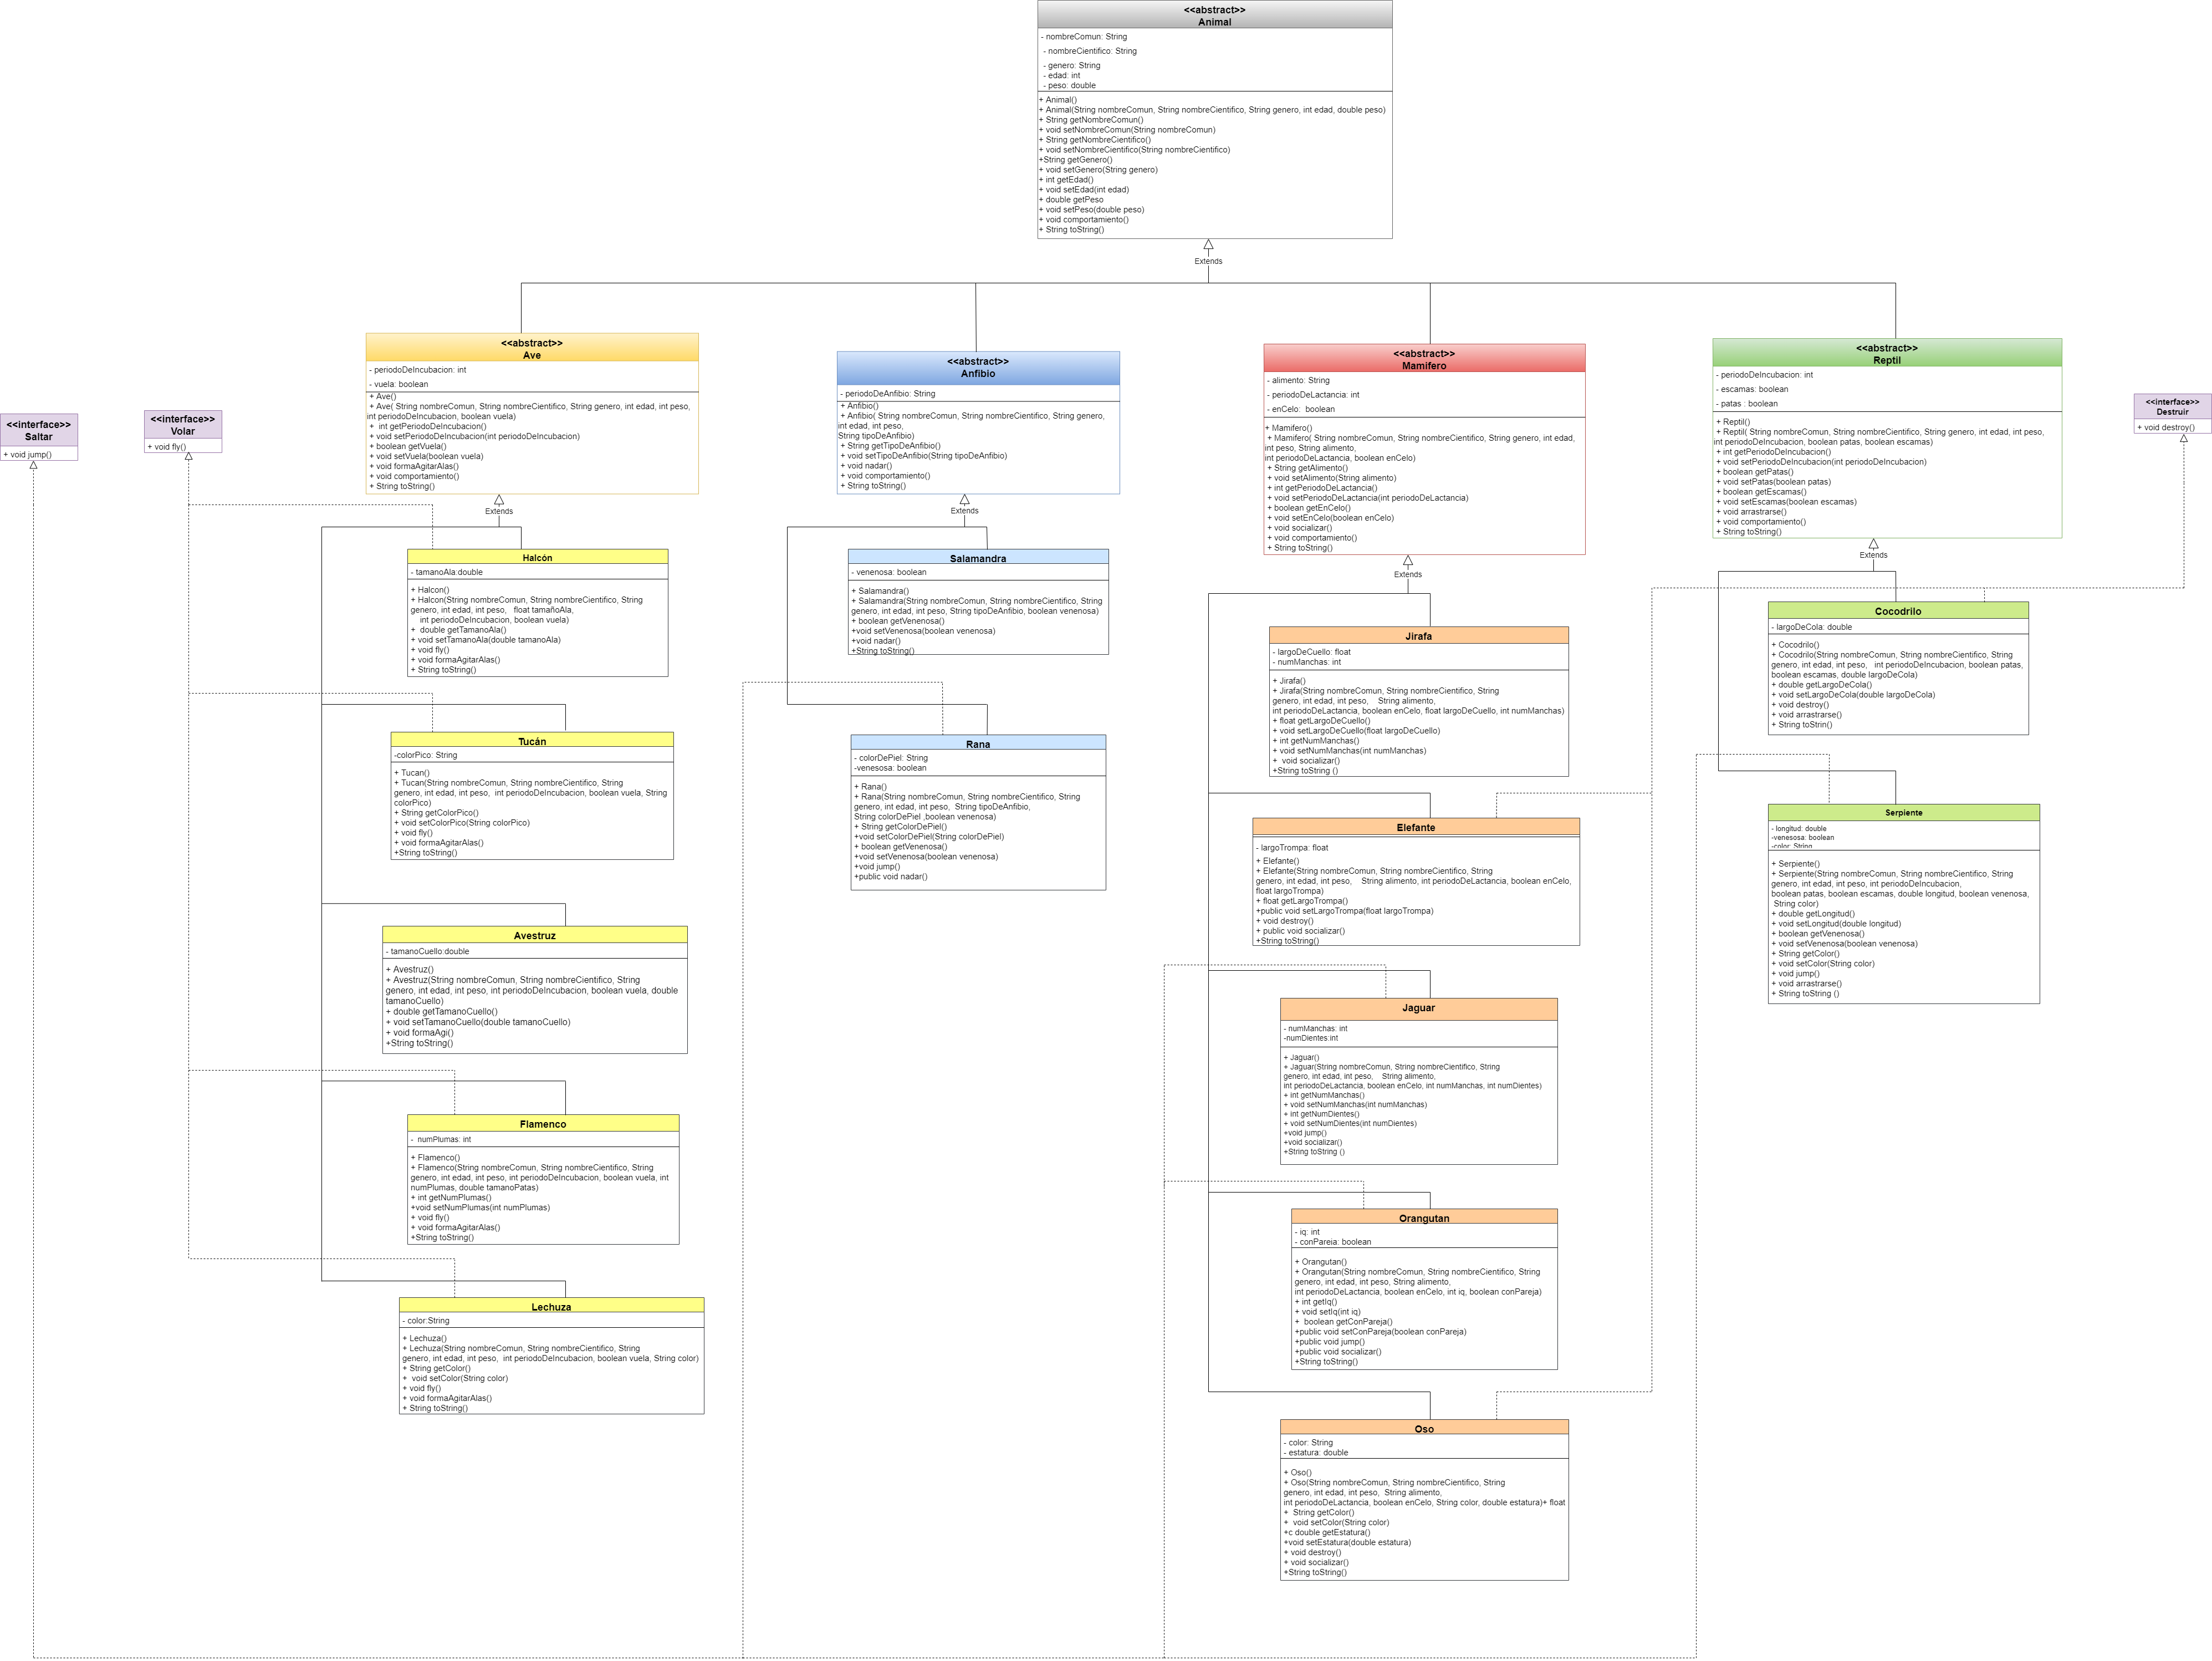 <<abstract>>
Animal
- nombreComun: String
- nombreCientifico: String
- genero: String
- edad: int
- peso: double
+ Animal()
+ Animal(String nombreComun, String nombreCientifico, String genero, int edad, double peso)
+ String getNombreComun()
+ void setNombreComun(String nombreComun)
+ String getNombreCientifico()
+ void setNombreCientifico(String nombreCientifico)
+String getGenero()
+ void setGenero(String genero)
+ int getEdad()
+ void setEdad(int edad)
+ double getPeso
+ void setPeso(double peso)
+ void comportamiento()
+ String toString()
Extends
<<interface>>
Saltar
+ void jump()
<<interface>>
Volar
+ void fly()
<<abstract>>
Ave
- periodoDeIncubacion: int
- vuela: boolean
+ Ave()
+ Ave( String nombreComun, String nombreCientifico, String genero, int edad, int peso,
int periodoDeIncubacion, boolean vuela)
+  int getPeriodoDeIncubacion()
+ void setPeriodoDeIncubacion(int periodoDeIncubacion)
+ boolean getVuela()
+ void setVuela(boolean vuela)
+ void formaAgitarAlas()
+ void comportamiento()
+ String toString()
Extends
<<abstract>>
Anfibio
- periodoDeAnfibio: String
+ Anfibio()
+ Anfibio( String nombreComun, String nombreCientifico, String genero,
int edad, int peso,
String tipoDeAnfibio)
+ String getTipoDeAnfibio()
+ void setTipoDeAnfibio(String tipoDeAnfibio)
+ void nadar()
+ void comportamiento()
+ String toString()
Extends
<<abstract>>
Mamifero
- alimento: String
- periodoDeLactancia: int
- enCelo:  boolean
+ Mamifero()
+ Mamifero( String nombreComun, String nombreCientifico, String genero, int edad,
int peso, String alimento,
int periodoDeLactancia, boolean enCelo)
+ String getAlimento()
+ void setAlimento(String alimento)
+ int getPeriodoDeLactancia()
+ void setPeriodoDeLactancia(int periodoDeLactancia)
+ boolean getEnCelo()
+ void setEnCelo(boolean enCelo)
+ void socializar()
+ void comportamiento()
+ String toString()
Extends
<<abstract>>
Reptil
- periodoDeIncubacion: int
- escamas: boolean
- patas : boolean
+ Reptil()
+ Reptil( String nombreComun, String nombreCientifico, String genero, int edad, int peso,
int periodoDeIncubacion, boolean patas, boolean escamas)
+ int getPeriodoDeIncubacion()
+ void setPeriodoDeIncubacion(int periodoDeIncubacion)
+ boolean getPatas()
+ void setPatas(boolean patas)
+ boolean getEscamas()
+ void setEscamas(boolean escamas)
+ void arrastrarse()
+ void comportamiento()
+ String toString()
Extends
<<interface>>
Destruir
+ void destroy()
Halcón
- tamanoAla:double
+ Halcon()
+ Halcon(String nombreComun, String nombreCientifico, String
genero, int edad, int peso,   float tamañoAla,
int periodoDeIncubacion, boolean vuela)
+  double getTamanoAla()
+ void setTamanoAla(double tamanoAla)
+ void fly()
+ void formaAgitarAlas()
+ String toString()
Tucán
-colorPico: String
+ Tucan()
+ Tucan(String nombreComun, String nombreCientifico, String
genero, int edad, int peso,  int periodoDeIncubacion, boolean vuela, String
colorPico)
+ String getColorPico()
+ void setColorPico(String colorPico)
+ void fly()
+ void formaAgitarAlas()
+String toString()
Avestruz
- tamanoCuello:double
+ Avestruz()
+ Avestruz(String nombreComun, String nombreCientifico, String
genero, int edad, int peso, int periodoDeIncubacion, boolean vuela, double
tamanoCuello)
+ double getTamanoCuello()
+ void setTamanoCuello(double tamanoCuello)
+ void formaAgi()
+String toString()
Flamenco
-  numPlumas: int
+ Flamenco()
+ Flamenco(String nombreComun, String nombreCientifico, String
genero, int edad, int peso, int periodoDeIncubacion, boolean vuela, int
numPlumas, double tamanoPatas)
+ int getNumPlumas()
+void setNumPlumas(int numPlumas)
+ void fly()
+ void formaAgitarAlas()
+String toString()
Lechuza
- color:String
+ Lechuza()
+ Lechuza(String nombreComun, String nombreCientifico, String
genero, int edad, int peso,  int periodoDeIncubacion, boolean vuela, String color)
+ String getColor()
+  void setColor(String color)
+ void fly()
+ void formaAgitarAlas()
+ String toString()
Salamandra
- venenosa: boolean
+ Salamandra()
+ Salamandra(String nombreComun, String nombreCientifico, String
genero, int edad, int peso, String tipoDeAnfibio, boolean venenosa)
+ boolean getVenenosa()
+void setVenenosa(boolean venenosa)
+void nadar()
+String toString()
Rana
- colorDePiel: String
-venesosa: boolean
+ Rana()
+ Rana(String nombreComun, String nombreCientifico, String
genero, int edad, int peso,  String tipoDeAnfibio,
String colorDePiel ,boolean venenosa)
+ String getColorDePiel()
+void setColorDePiel(String colorDePiel)
+ boolean getVenenosa()
+void setVenenosa(boolean venenosa)
+void jump()
+public void nadar()
Jirafa
- largoDeCuello: float
- numManchas: int
+ Jirafa()
+ Jirafa(String nombreComun, String nombreCientifico, String
genero, int edad, int peso,    String alimento,
int periodoDeLactancia, boolean enCelo, float largoDeCuello, int numManchas)
+ float getLargoDeCuello()
+ void setLargoDeCuello(float largoDeCuello)
+ int getNumManchas()
+ void setNumManchas(int numManchas)
+  void socializar()
+String toString ()
Elefante
- largoTrompa: float
+ Elefante()
+ Elefante(String nombreComun, String nombreCientifico, String
genero, int edad, int peso,    String alimento, int periodoDeLactancia, boolean enCelo,
float largoTrompa)
+ float getLargoTrompa()
+public void setLargoTrompa(float largoTrompa)
+ void destroy()
+ public void socializar()
+String toString()
Jaguar
- numManchas: int
-numDientes:int
+ Jaguar()
+ Jaguar(String nombreComun, String nombreCientifico, String
genero, int edad, int peso,    String alimento,
int periodoDeLactancia, boolean enCelo, int numManchas, int numDientes)
+ int getNumManchas()
+ void setNumManchas(int numManchas)
+ int getNumDientes()
+ void setNumDientes(int numDientes)
+void jump()
+void socializar()
+String toString ()
Orangutan
- iq: int
- conPareja: boolean
+ Orangutan()
+ Orangutan(String nombreComun, String nombreCientifico, String
genero, int edad, int peso, String alimento,
int periodoDeLactancia, boolean enCelo, int iq, boolean conPareja)
+ int getIq()
+ void setIq(int iq)
+  boolean getConPareja()
+public void setConPareja(boolean conPareja)
+public void jump()
+public void socializar()
+String toString()
Oso
- color: String
- estatura: double
+ Oso()
+ Oso(String nombreComun, String nombreCientifico, String
genero, int edad, int peso,  String alimento,
int periodoDeLactancia, boolean enCelo, String color, double estatura)+ float
+  String getColor()
+  void setColor(String color)
+c double getEstatura()
+void setEstatura(double estatura)
+ void destroy()
+ void socializar()
+String toString()
Cocodrilo
- largoDeCola: double
+ Cocodrilo()
+ Cocodrilo(String nombreComun, String nombreCientifico, String
genero, int edad, int peso,   int periodoDeIncubacion, boolean patas,
boolean escamas, double largoDeCola)
+ double getLargoDeCola()
+ void setLargoDeCola(double largoDeCola)
+ void destroy()
+ void arrastrarse()
+ String toStrin()
Serpiente
- longitud: double
-venesosa: boolean
-color: String
+ Serpiente()
+ Serpiente(String nombreComun, String nombreCientifico, String
genero, int edad, int peso, int periodoDeIncubacion,
boolean patas, boolean escamas, double longitud, boolean venenosa,
String color)
+ double getLongitud()
+ void setLongitud(double longitud)
+ boolean getVenenosa()
+ void setVenenosa(boolean venenosa)
+ String getColor()
+ void setColor(String color)
+ void jump()
+ void arrastrarse()
+ String toString ()